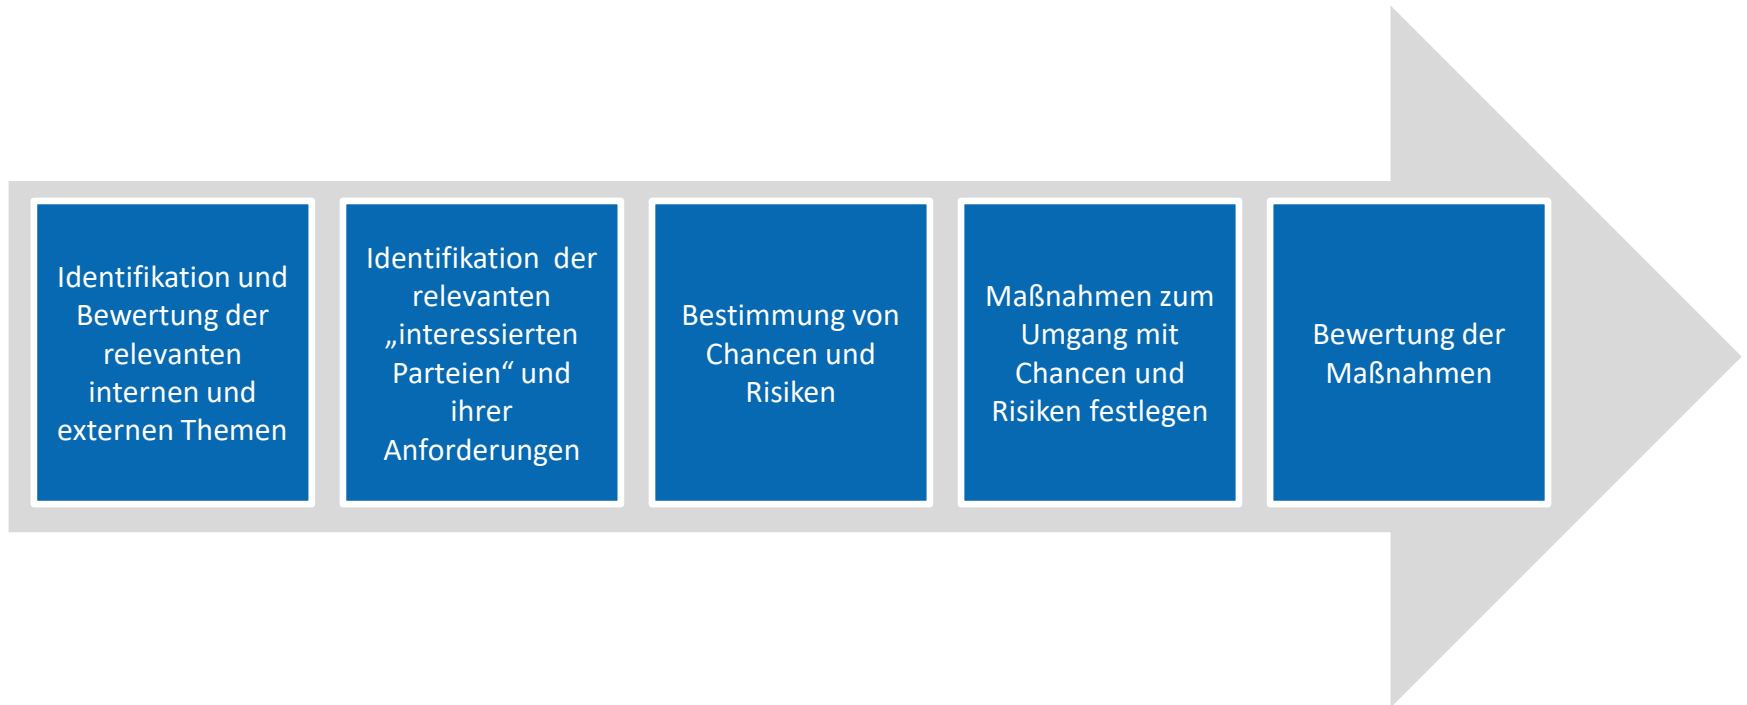 Identifikation und
Bewertung der
relevanten
internen und
externen Themen
Identifikation  der
relevanten
„interessierten
Parteien“ und
ihrer
Anforderungen
Bestimmung von
Chancen und
Risiken
Maßnahmen zum
Umgang mit
Chancen und
Risiken festlegen
Bewertung der
Maßnahmen